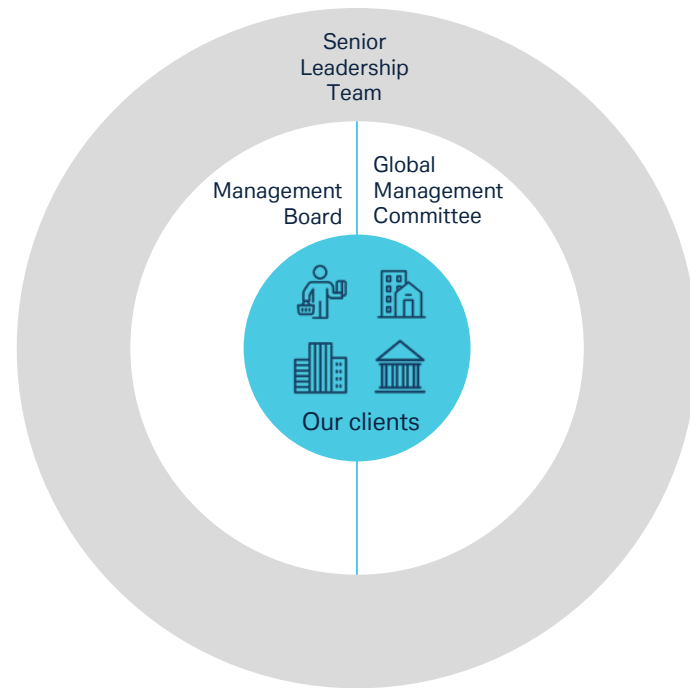 Senior
Leadership
Team
Management
Board
Global
Management
Committee
Our clients